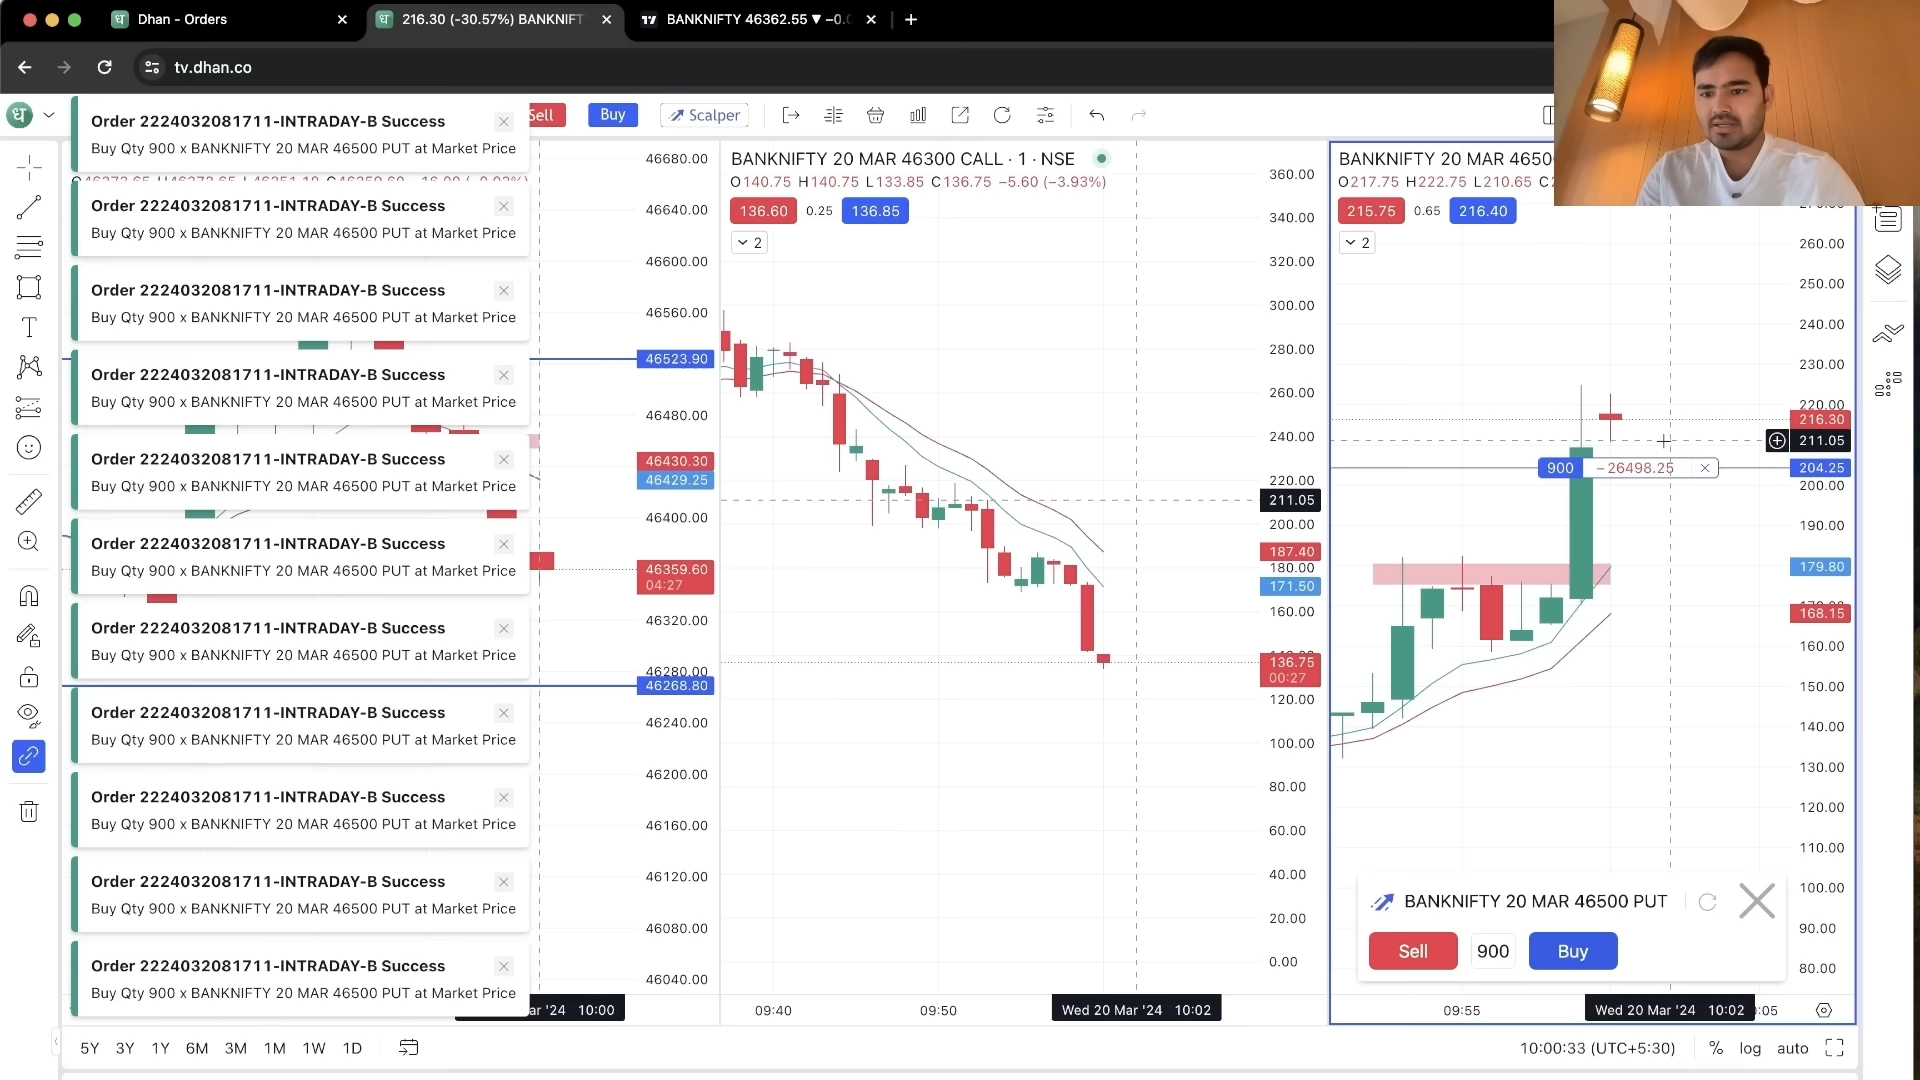 Dhan - Orders
216.30 (-30.57%) BANKNIFT
BANKNIFTY 46362.55 ▼ −0.
tv.dhan.co
Order 2224032081711-INTRADAY-B Success
Buy Qty 900 x BANKNIFTY 20 MAR 46500 PUT at Market Price
Order 2224032081711-INTRADAY-B Success
Buy Qty 900 x BANKNIFTY 20 MAR 46500 PUT at Market Price
Order 2224032081711-INTRADAY-B Success
Buy Qty 900 x BANKNIFTY 20 MAR 46500 PUT at Market Price
Order 2224032081711-INTRADAY-B Success
Buy Qty 900 x BANKNIFTY 20 MAR 46500 PUT at Market Price
Order 2224032081711-INTRADAY-B Success
Buy Qty 900 x BANKNIFTY 20 MAR 46500 PUT at Market Price
Order 2224032081711-INTRADAY-B Success
Buy Qty 900 x BANKNIFTY 20 MAR 46500 PUT at Market Price
Order 2224032081711-INTRADAY-B Success
Buy Qty 900 x BANKNIFTY 20 MAR 46500 PUT at Market Price
Order 2224032081711-INTRADAY-B Success
Buy Qty 900 x BANKNIFTY 20 MAR 46500 PUT at Market Price
Order 2224032081711-INTRADAY-B Success
Buy Qty 900 x BANKNIFTY 20 MAR 46500 PUT at Market Price
Order 2224032081711-INTRADAY-B Success
Buy Qty 900 x BANKNIFTY 20 MAR 46500 PUT at Market Price
Order 2224032081711-INTRADAY-B Success
Buy Qty 900 x BANKNIFTY 20 MAR 46500 PUT at Market Price
ध
Sell
Buy
Scalper
46680.00
46640.00
46600.00
46560.00
46523.90
46480.00
46430.30
46429.25
46400.00
46359.60
04:27
46320.00
46280.00
46268.80
46240.00
46200.00
46160.00
46120.00
46080.00
46040.00
ar '24 10:00
BANKNIFTY 20 MAR 46300 CALL · 1 · NSE
O140.75 H140.75 L133.85 C136.75 −5.60 (−3.93%)
136.60 0.25 136.85
2
360.00
340.00
320.00
300.00
280.00
260.00
240.00
220.00
211.05
200.00
187.40
180.00
171.50
160.00
136.75
00:27
120.00
100.00
80.00
60.00
40.00
20.00
0.00
09:40
09:50
Wed 20 Mar '24 10:02
BANKNIFTY 20 MAR 4650
O217.75 H222.75 L210.65
215.75 0.65 216.40
2
260.00
250.00
240.00
230.00
220.00
216.30
211.05
204.25
200.00
190.00
179.80
168.15
160.00
150.00
140.00
130.00
120.00
110.00
100.00
90.00
80.00
900 −26498.25
BANKNIFTY 20 MAR 46500 PUT
Sell 900 Buy
09:55
Wed 20 Mar '24 10:02
:05
5Y 3Y 1Y 6M 3M 1M 1W 1D
10:00:33 (UTC+5:30)
% log auto